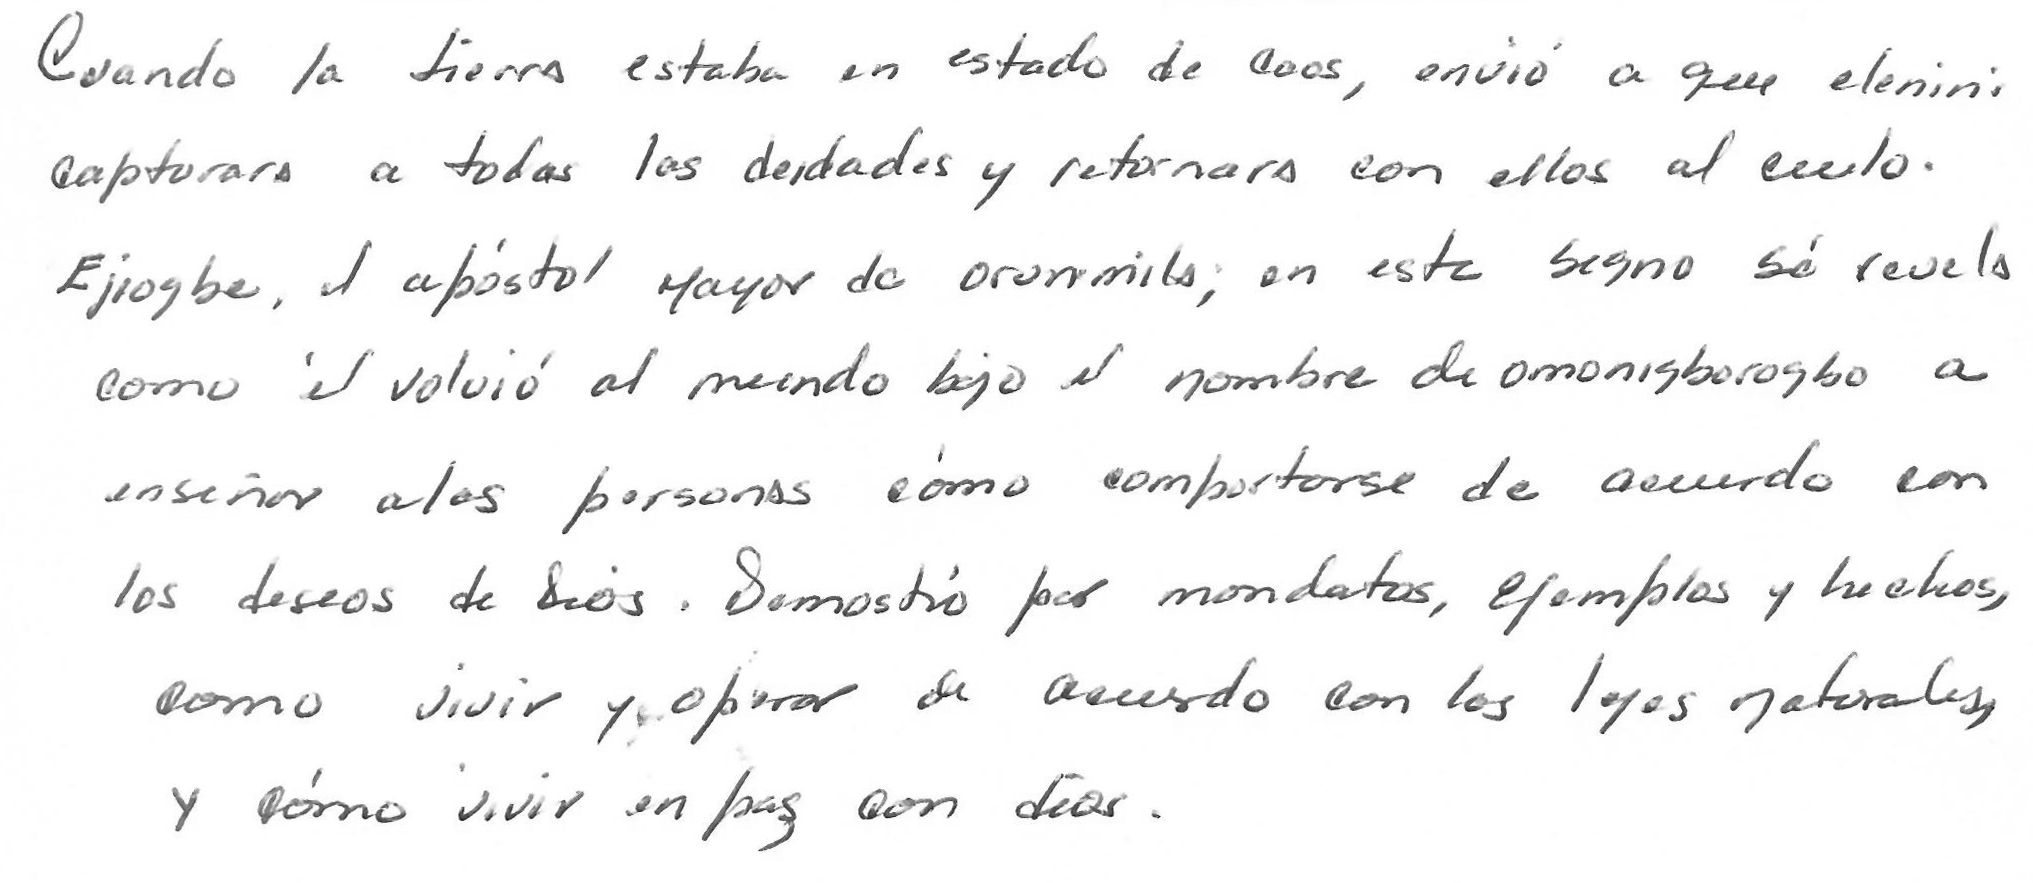 Cuando la tierra estaba en estado de caos, envió a que elenini
capturara a todas las deidades y retornara con ellos al cielo.
Ejiogbe, el apóstol Mayor de orunmila; en este signo sé revela
como él volvió al mundo bajo el nombre de omonigborogbo a
enseñar a las personas cómo comportarse de acuerdo con
los deseos de Dios. Demostró por mandatos, Ejemplos y hechos,
como vivir y operar de acuerdo con las leyes naturales,
y cómo vivir en paz con dios.